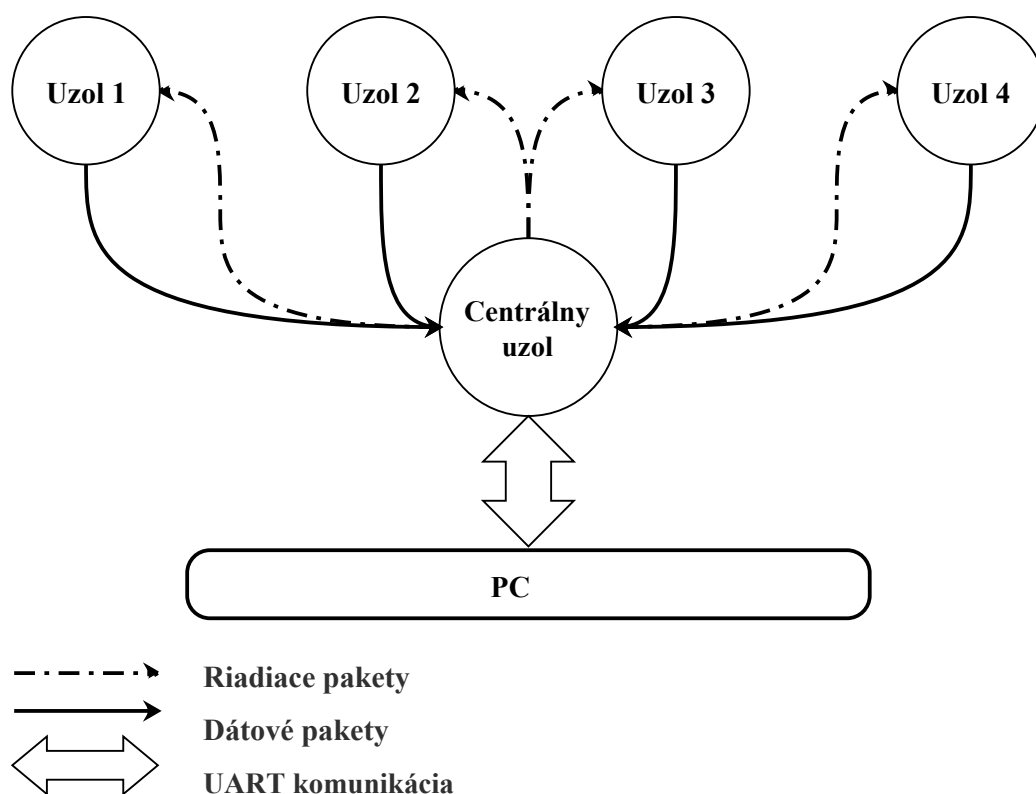 Uzol 1
Uzol 2
Uzol 3
Uzol 4
Centrálny
uzol
PC
Riadiace pakety
Dátové pakety
UART komunikácia